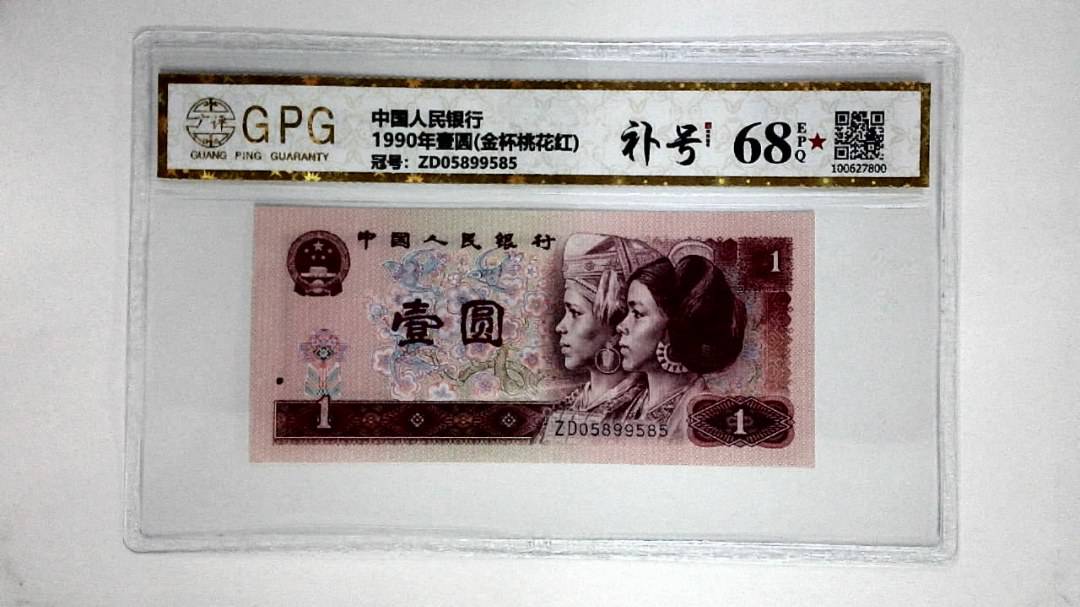 GPG
GUANG PING GUARANTY
中国人民银行
1990年壹圆(金杯桃花红)
冠号：ZD05899585
补号
68
EPQ★
100627800
中国人民银行
1
壹圆
1
ZD05899585
1